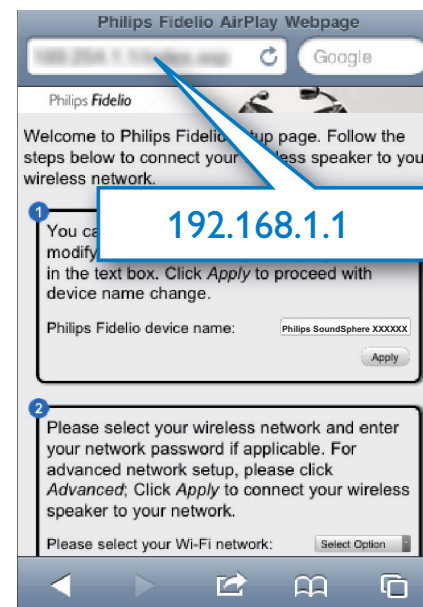 Philips Fidelio AirPlay Webpage
Google
Philips Fidelio
Welcome to Philips Fidelio setup page. Follow the
steps below to connect your wireless speaker to you
wireless network.
192.168.1.1
1
You ca
modify
in the text box. Click Apply to proceed with
device name change.
Philips Fidelio device name:
Philips SoundSphere XXXXXX
Apply
2
Please select your wireless network and enter
your network password if applicable. For
advanced network setup, please click
Advanced; Click Apply to connect your wireless
speaker to your network.
Please select your Wi-Fi network:
Select Option